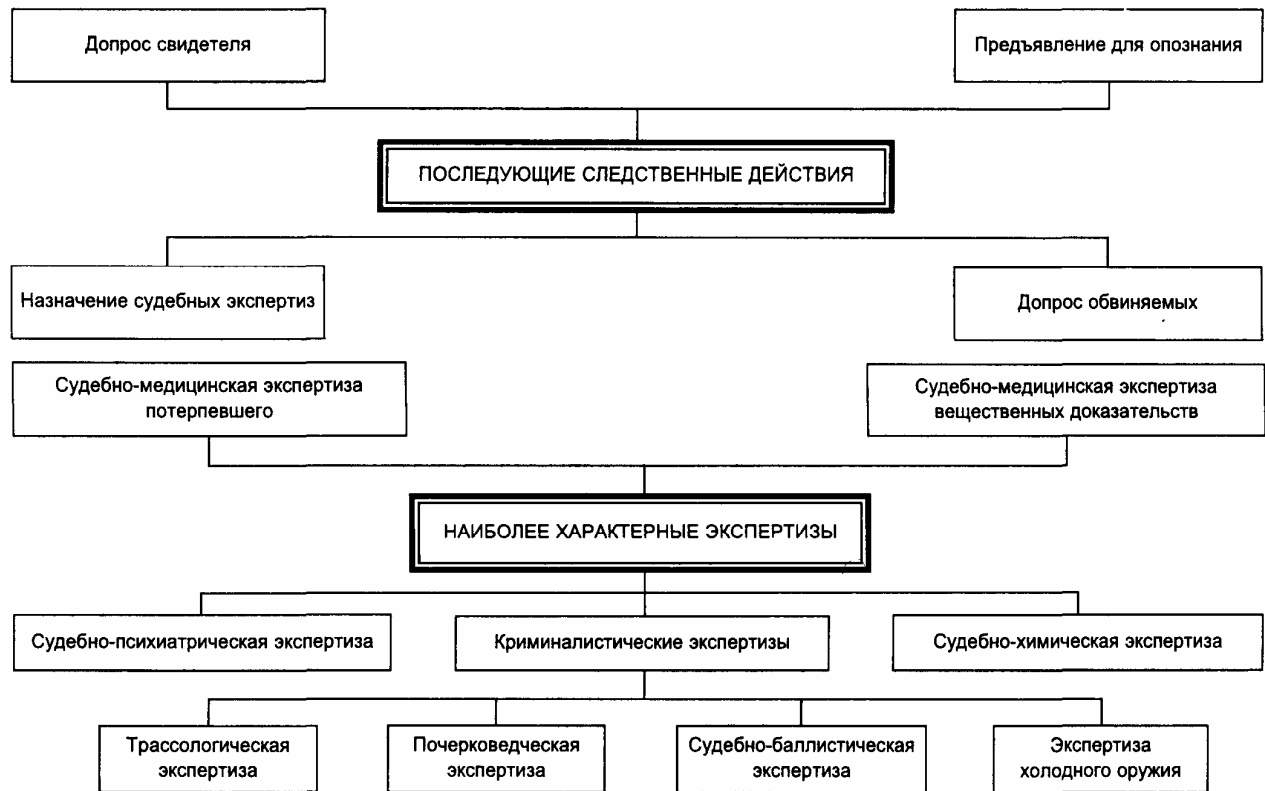 Допрос свидетеля
Предъявление для опознания
ПОСЛЕДУЮЩИЕ СЛЕДСТВЕННЫЕ ДЕЙСТВИЯ
Назначение судебных экспертиз
Допрос обвиняемых
Судебно-медицинская экспертиза
потерпевшего
Судебно-медицинская экспертиза
вещественных доказательств
НАИБОЛЕЕ ХАРАКТЕРНЫЕ ЭКСПЕРТИЗЫ
Судебно-психиатрическая экспертиза
Криминалистические экспертизы
Судебно-химическая экспертиза
Трассологическая
экспертиза
Почерковедческая
экспертиза
Судебно-баллистическая
экспертиза
Экспертиза
холодного оружия